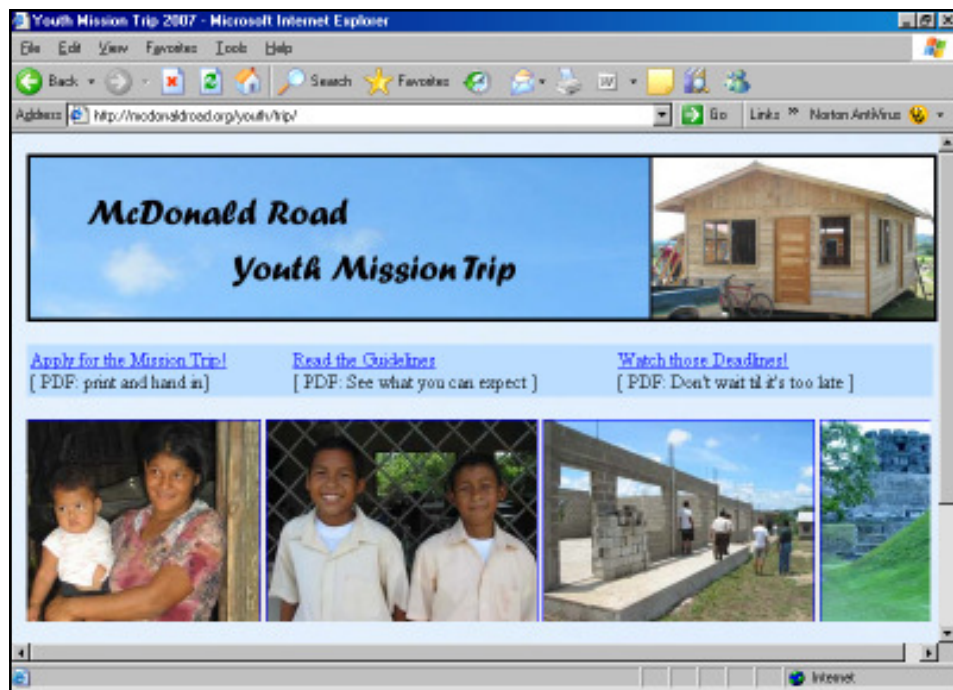 Youth Mission Trip 2007 - Microsoft Internet Explorer
File Edit View Favorites Tools Help
Back Search Favorites W
Address http://mcdonaldroad.org/youth/trip/ Go Links » Norton AntiVirus
McDonald Road
Youth Mission Trip
Apply for the Mission Trip! Read the Guidelines Watch those Deadlines!
[ PDF: print and hand in] [ PDF: See what you can expect ] [ PDF: Don't wait til it's too late ]
Internet